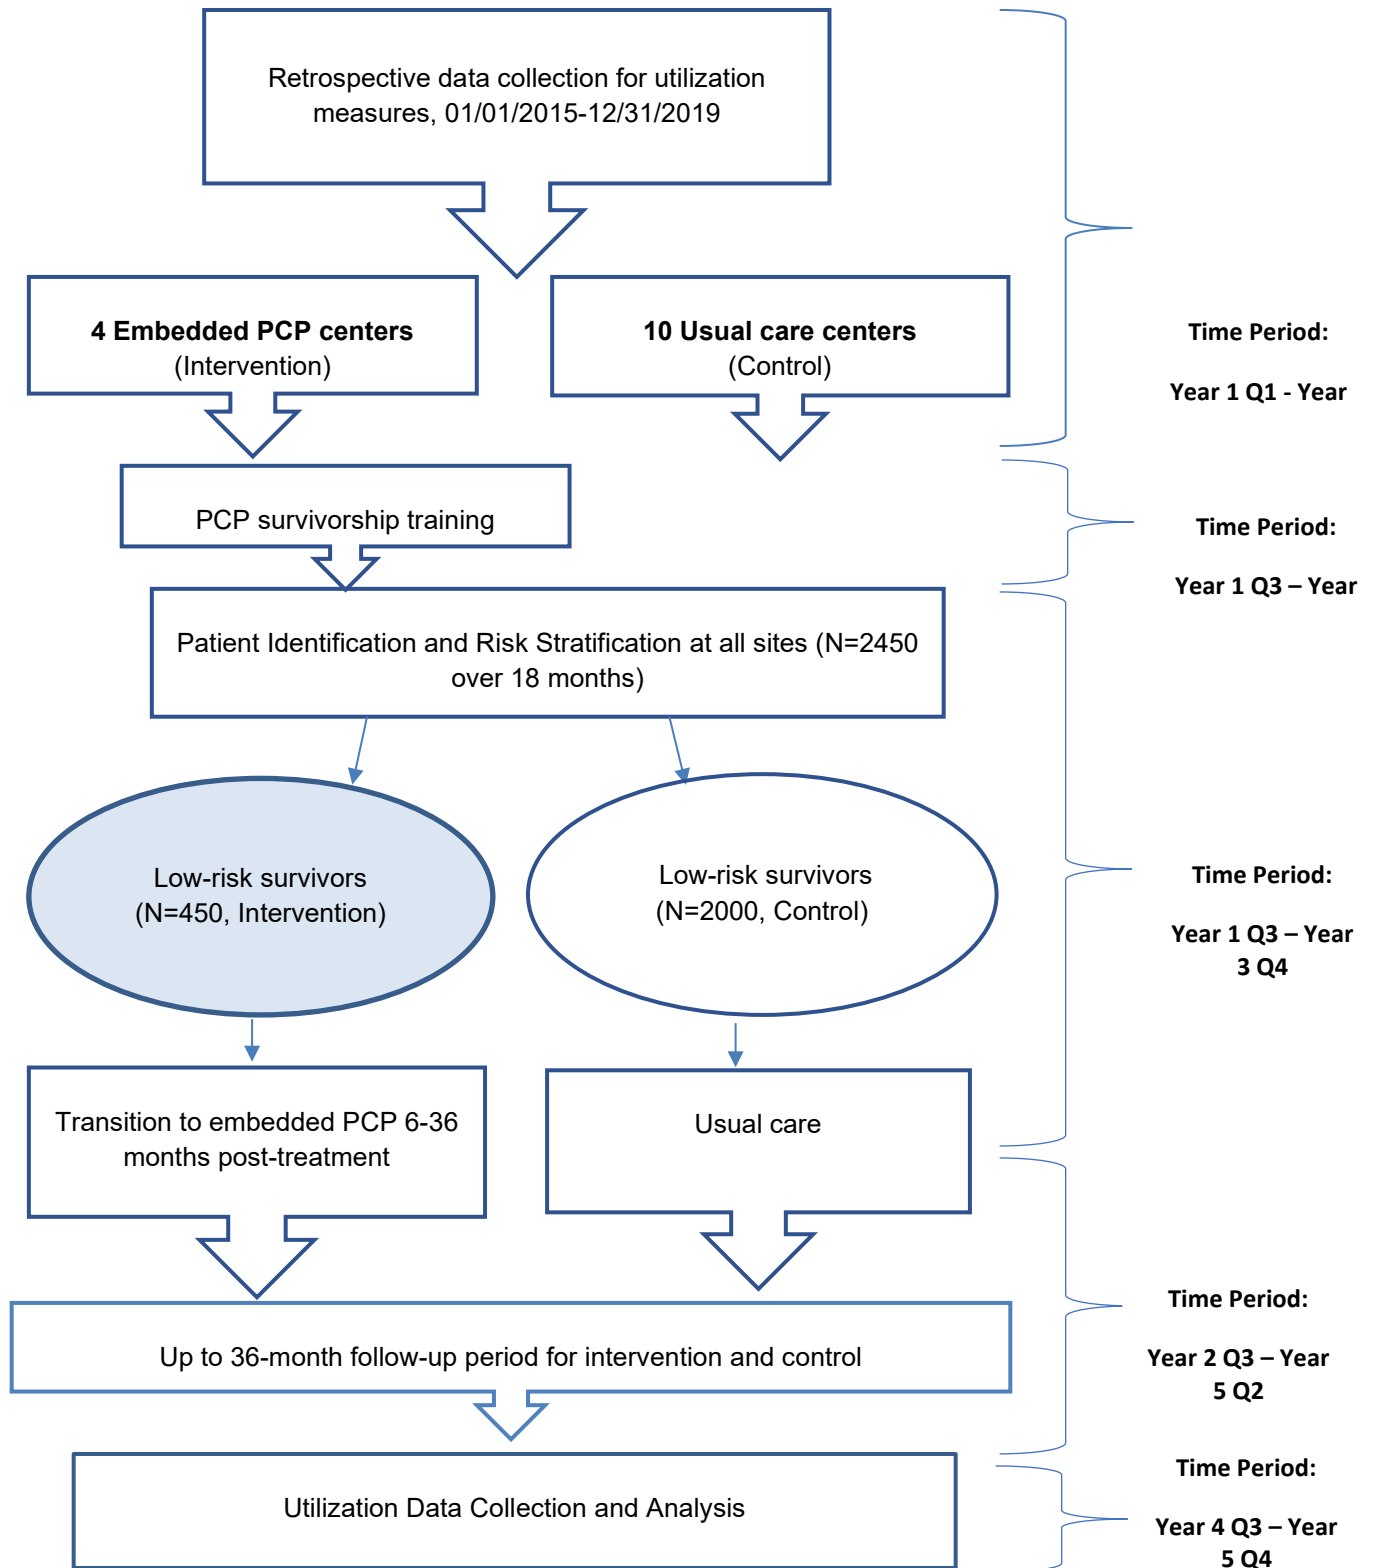 Retrospective data collection for utilization
measures, 01/01/2015-12/31/2019
4 Embedded PCP centers
(Intervention)
10 Usual care centers
(Control)
Time Period:
Year 1 Q1 - Year
PCP survivorship training
Time Period:
Year 1 Q3 – Year
Patient Identification and Risk Stratification at all sites (N=2450
over 18 months)
Low-risk survivors
(N=450, Intervention)
Low-risk survivors
(N=2000, Control)
Time Period:
Year 1 Q3 – Year
3 Q4
Transition to embedded PCP 6-36
months post-treatment
Usual care
Up to 36-month follow-up period for intervention and control
Time Period:
Year 2 Q3 – Year
5 Q2
Utilization Data Collection and Analysis
Time Period:
Year 4 Q3 – Year
5 Q4